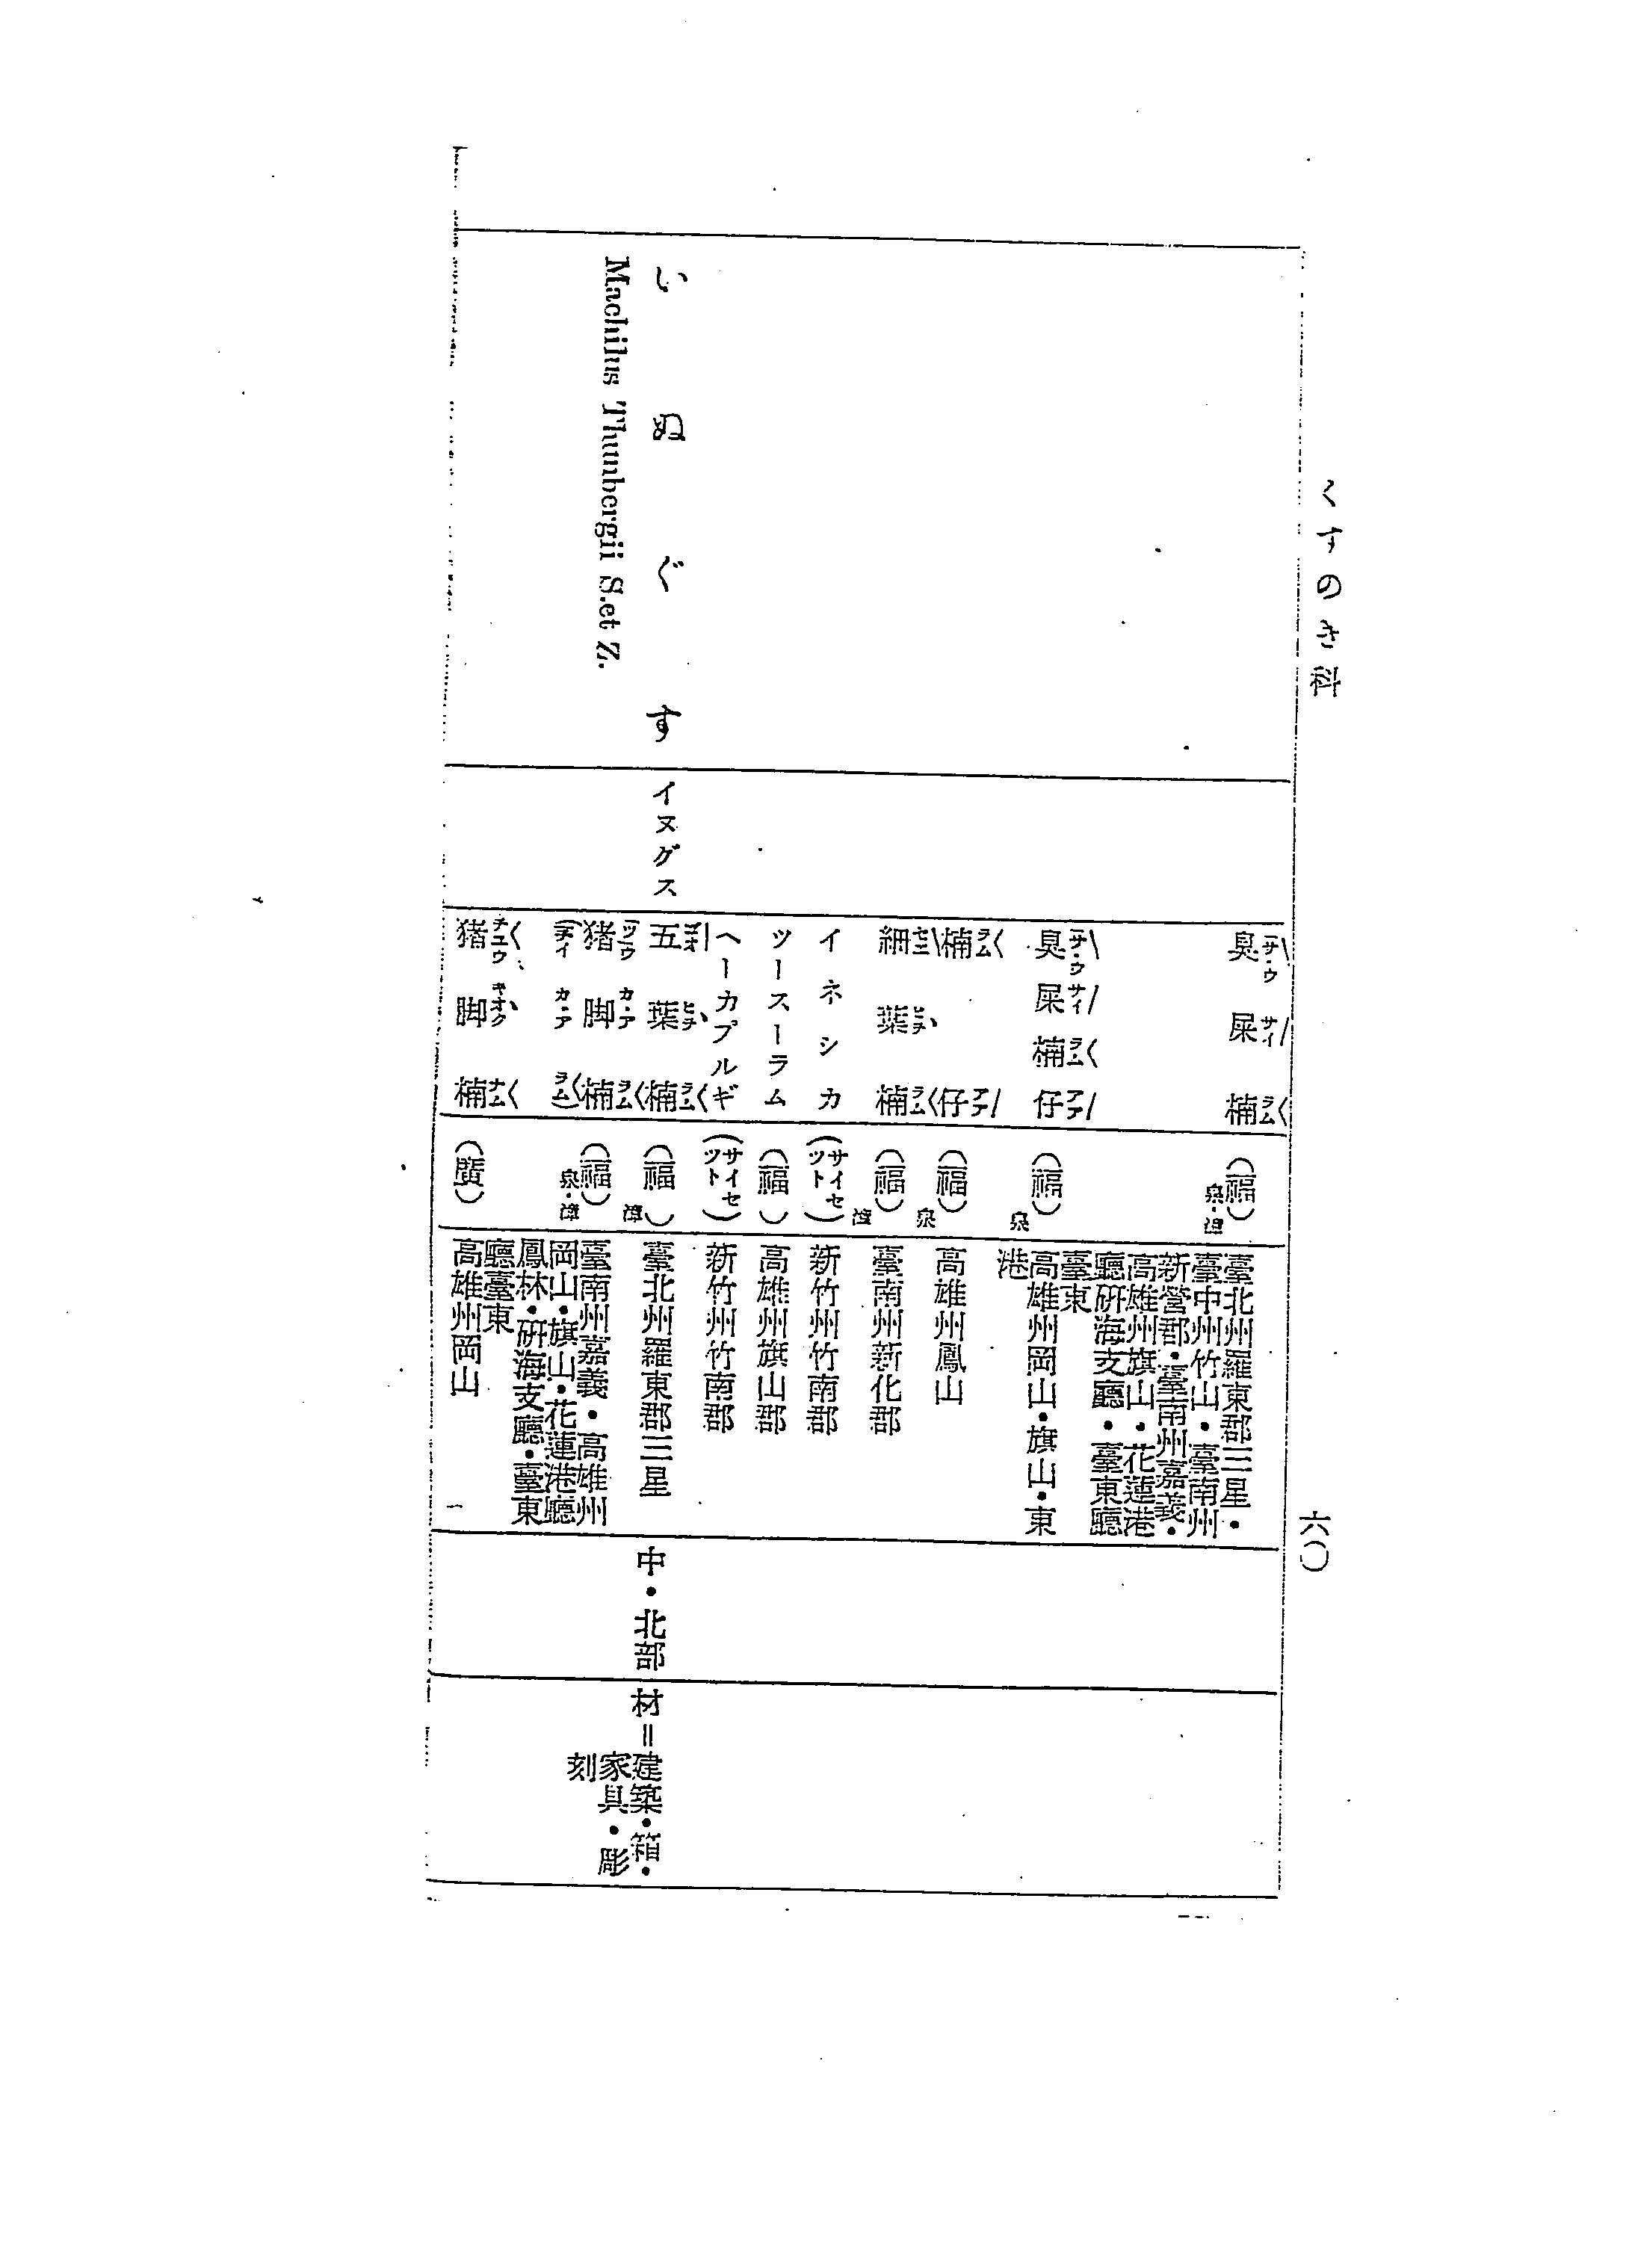 くすのき科
六〇
臭屎楠
(福)
泉・漳
臺北州羅東郡三星・
臺中州竹山・臺南州
新營郡・臺南州嘉義・
高雄州旗山・花蓮港
廳研海支廳・臺東廳
臺東
臭屎楠仔
(福)
泉
高雄州岡山・旗山・東
港
楠仔
(福)
泉
高雄州鳳山
細葉楠
(福)
漳
臺南州新化郡
イネシカ
(サイセット)
新竹州竹南郡
ツースーラム
(福)
高雄州旗山郡
ヘーカプルギ
(サイセット)
新竹州竹南郡
いぬぐす
Machilus Thunbergii S.et Z.
イヌグス
五葉楠
(福)
漳
臺北州羅東郡三星
中・北部
材=建築・箱・
家具・彫
刻
猪脚楠
(福)
泉・漳
臺南州嘉義・高雄州
岡山・旗山・花蓮港廳
鳳林・研海支廳・臺東
廳臺東
猪脚楠
(廣)
高雄州岡山